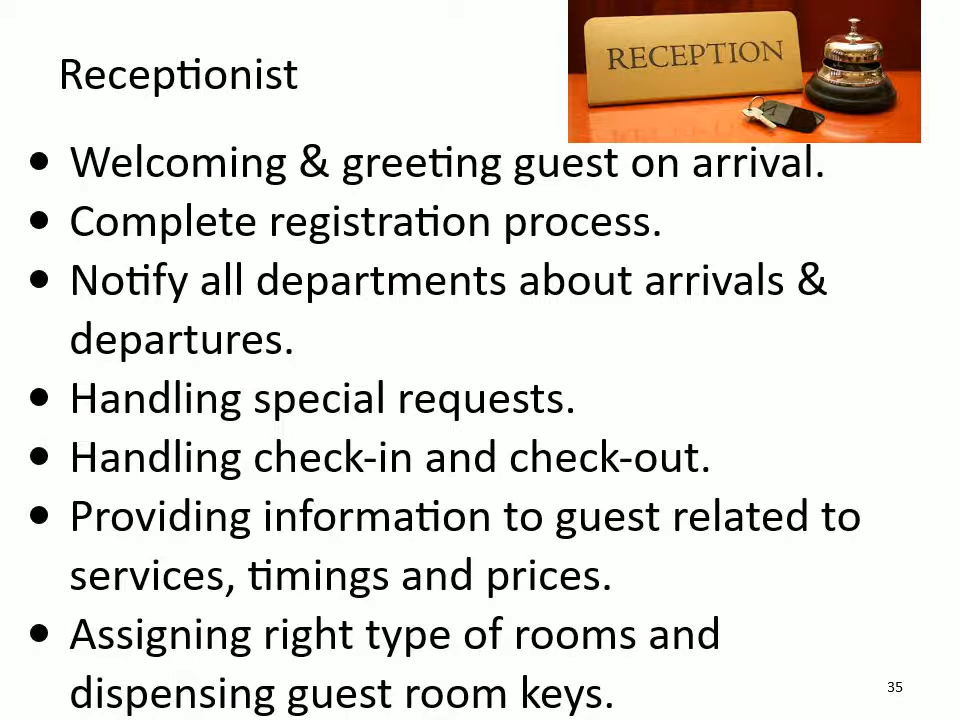 Receptionist
RECEPTION
● Welcoming & greeting guest on arrival.
● Complete registration process.
● Notify all departments about arrivals &
departures.
● Handling special requests.
● Handling check-in and check-out.
● Providing information to guest related to
services, timings and prices.
● Assigning right type of rooms and
dispensing guest room keys.
35